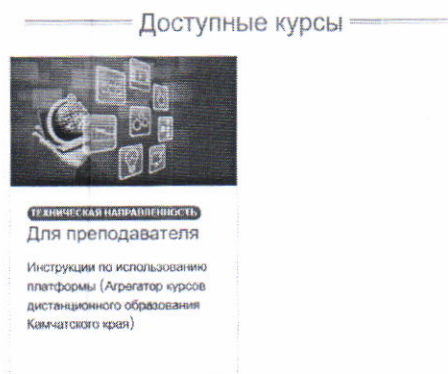 Доступные курсы
ТЕХНИЧЕСКАЯ НАПРАВЛЕННОСТЬ
Для преподавателя
Инструкции по использованию
платформы (Агрегатор курсов
дистанционного образования
Камчатского края)